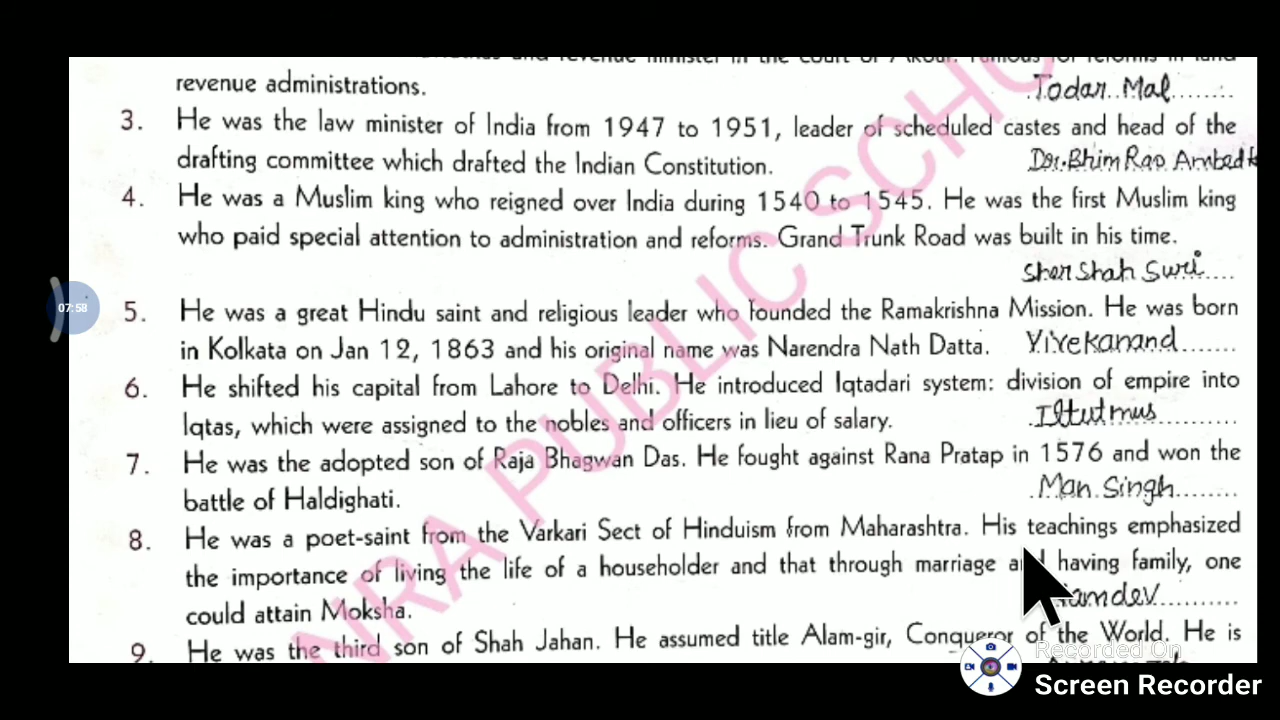 revenue administrations.
Todar Mal
3. He was the law minister of India from 1947 to 1951, leader of scheduled castes and head of the
drafting committee which drafted the Indian Constitution.
Dr. Bhim Rao Ambedk
4. He was a Muslim king who reigned over India during 1540 to 1545. He was the first Muslim king
who paid special attention to administration and reforms. Grand Trunk Road was built in his time.
Sher Shah Suri
07:58
5. He was a great Hindu saint and religious leader who founded the Ramakrishna Mission. He was born
in Kolkata on Jan 12, 1863 and his original name was Narendra Nath Datta. Vivekanand
6. He shifted his capital from Lahore to Delhi. He introduced Iqtadari system: division of empire into
Iqtas, which were assigned to the nobles and officers in lieu of salary.
Iltutmus
7. He was the adopted son of Raja Bhagwan Das. He fought against Rana Pratap in 1576 and won the
battle of Haldighati.
Man Singh
8. He was a poet-saint from the Varkari Sect of Hinduism from Maharashtra. His teachings emphasized
the importance of living the life of a householder and that through marriage and having family, one
could attain Moksha.
amdev
9. He was the third son of Shah Jahan. He assumed title Alam-gir, Conqueror of the World. He is
NRA PUBLIC SCHO
Recorded On
Screen Recorder